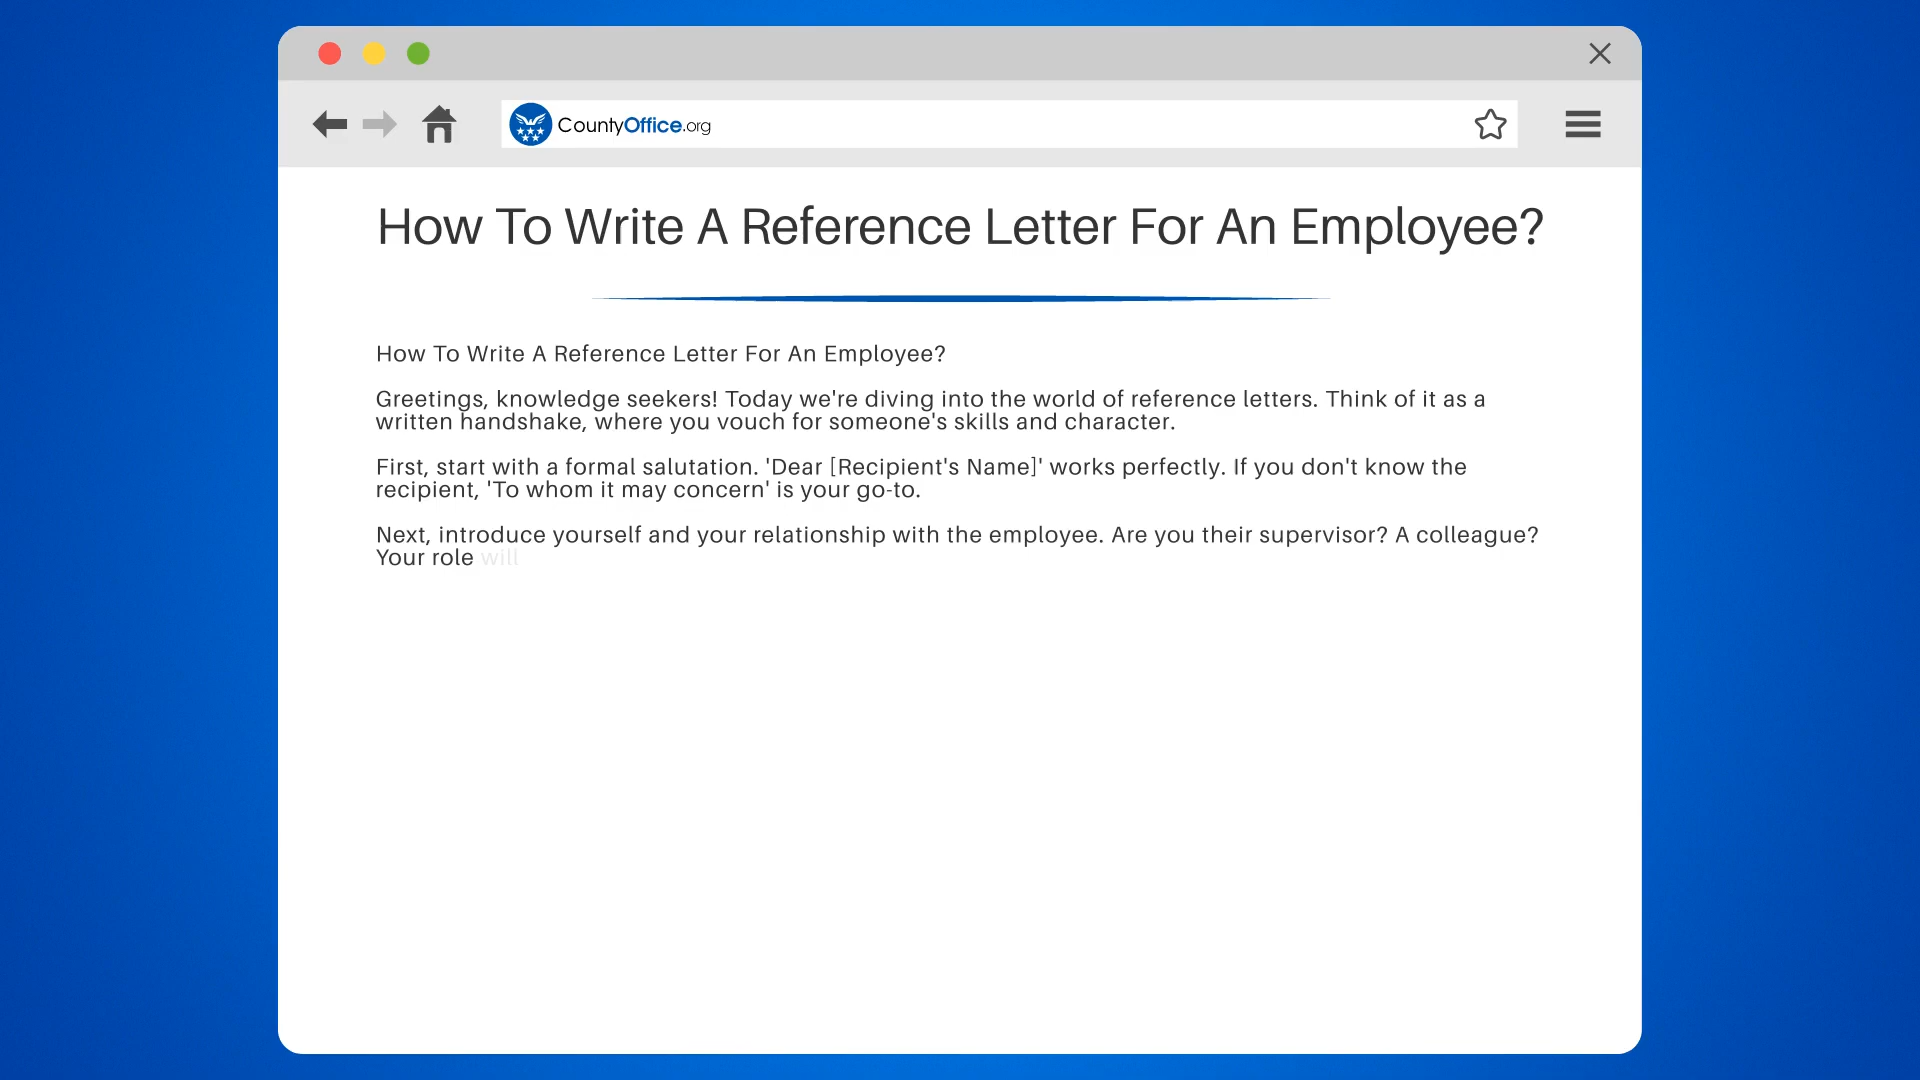 CountyOffice.org
How To Write A Reference Letter For An Employee?
How To Write A Reference Letter For An Employee?
Greetings, knowledge seekers! Today we're diving into the world of reference letters. Think of it as a
written handshake, where you vouch for someone's skills and character.
First, start with a formal salutation. 'Dear [Recipient's Name]' works perfectly. If you don't know the
recipient, 'To whom it may concern' is your go-to.
Next, introduce yourself and your relationship with the employee. Are you their supervisor? A colleague?
Your role will